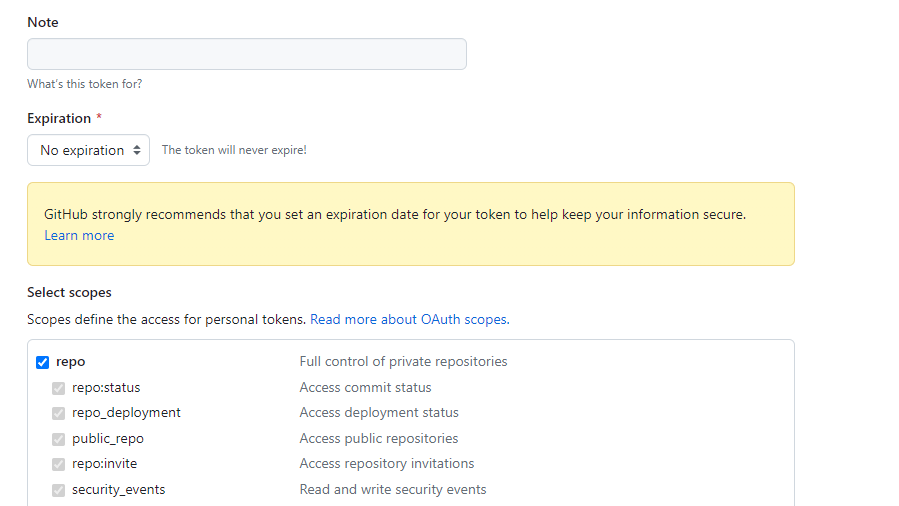 Note
What's this token for?
Expiration *
No expiration The token will never expire!
GitHub strongly recommends that you set an expiration date for your token to help keep your information secure.
Learn more
Select scopes
Scopes define the access for personal tokens. Read more about OAuth scopes.
repo Full control of private repositories
repo:status Access commit status
repo_deployment Access deployment status
public_repo Access public repositories
repo:invite Access repository invitations
security_events Read and write security events